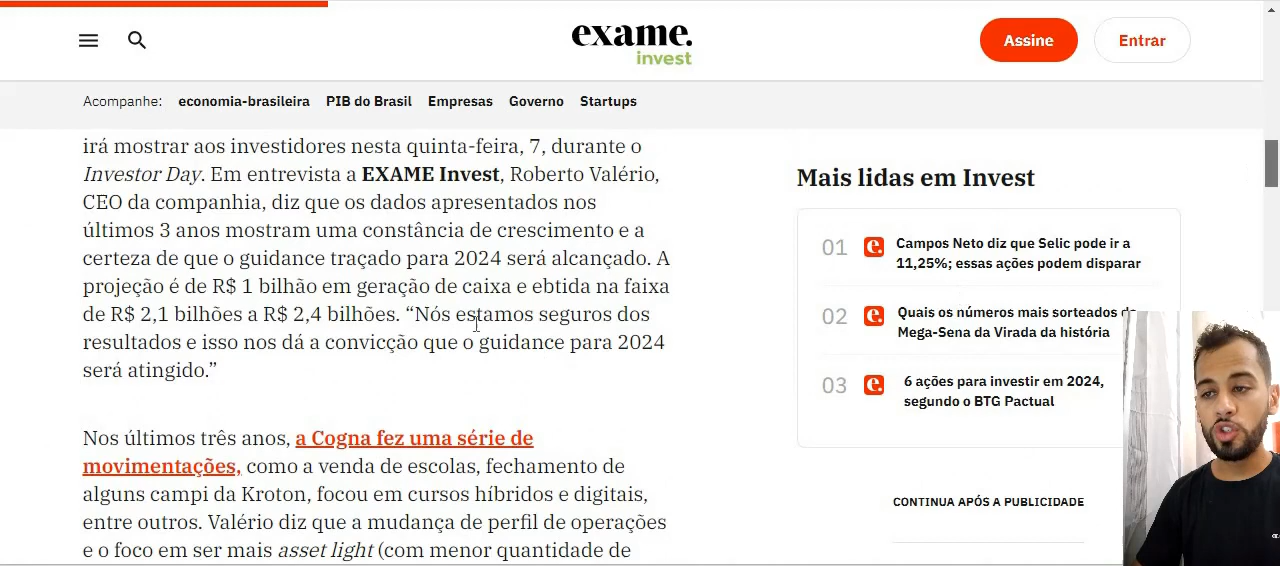 exame.
invest
Assine
Entrar
Acompanhe: economia-brasileira PIB do Brasil Empresas Governo Startups
irá mostrar aos investidores nesta quinta-feira, 7, durante o
Investor Day. Em entrevista a EXAME Invest, Roberto Valério,
CEO da companhia, diz que os dados apresentados nos
últimos 3 anos mostram uma constância de crescimento e a
certeza de que o guidance traçado para 2024 será alcançado. A
projeção é de R$ 1 bilhão em geração de caixa e ebtida na faixa
de R$ 2,1 bilhões a R$ 2,4 bilhões. “Nós estamos seguros dos
resultados e isso nos dá a convicção que o guidance para 2024
será atingido.”
Nos últimos três anos, a Cogna fez uma série de
movimentações, como a venda de escolas, fechamento de
alguns campi da Kroton, focou em cursos híbridos e digitais,
entre outros. Valério diz que a mudança de perfil de operações
e o foco em ser mais asset light (com menor quantidade de
Mais lidas em Invest
01 e. Campos Neto diz que Selic pode ir a
11,25%; essas ações podem disparar
02 e. Quais os números mais sorteados da
Mega-Sena da Virada da história
03 e. 6 ações para investir em 2024,
segundo o BTG Pactual
CONTINUA APÓS A PUBLICIDADE